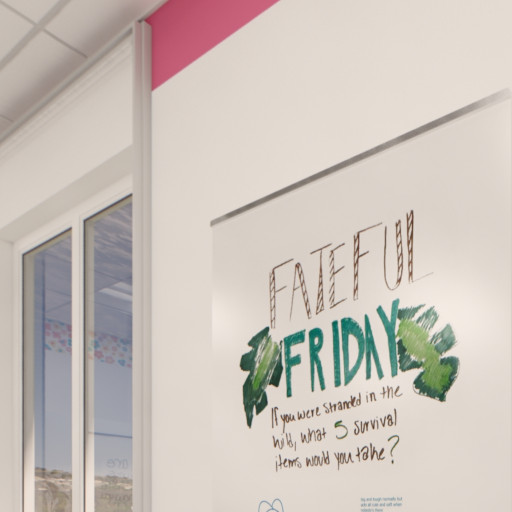 FATEFUL
FRIDAY
If you were stranded in the
wild, what 5 survival
items would you take?